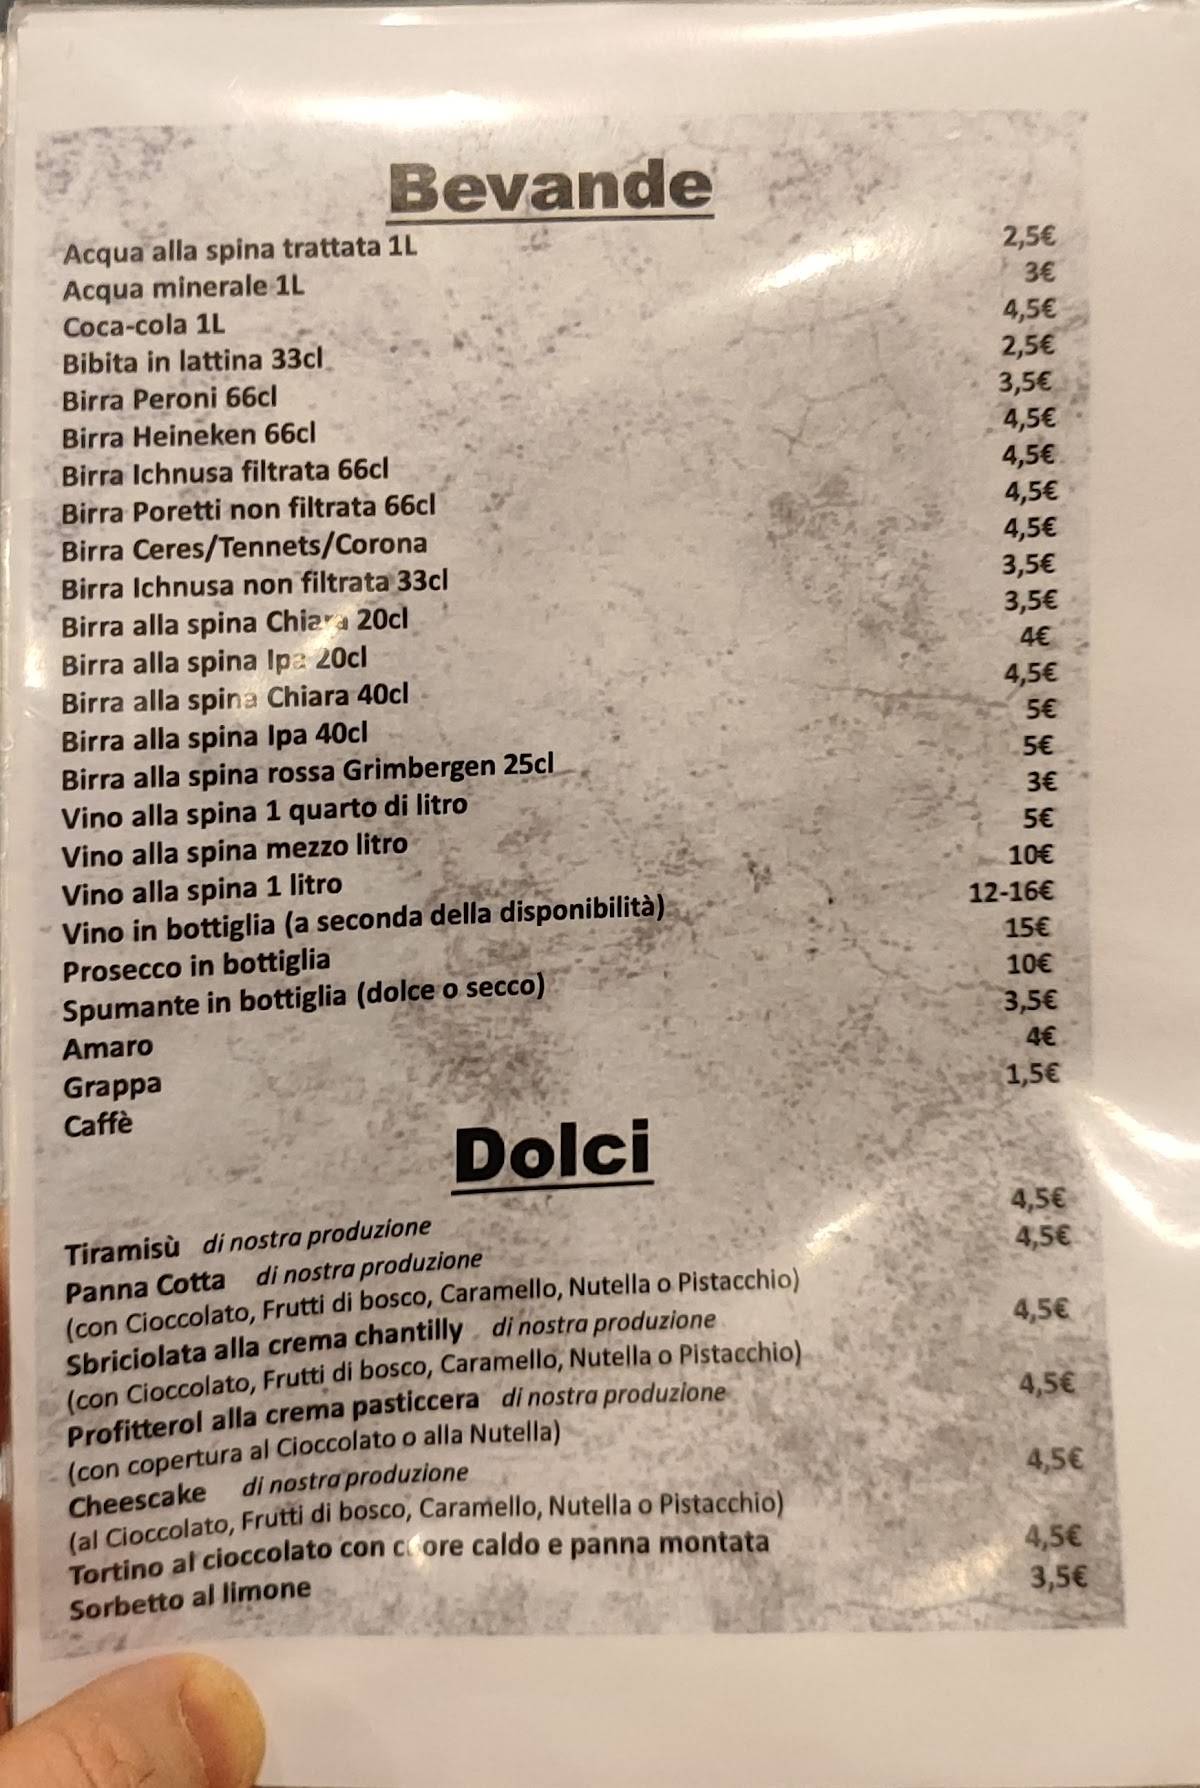 Bevande
Acqua alla spina trattata 1L 2,5€
Acqua minerale 1L 3€
Coca-cola 1L 4,5€
Bibita in lattina 33cl 2,5€
Birra Peroni 66cl 3,5€
Birra Heineken 66cl 4,5€
Birra Ichnusa filtrata 66cl 4,5€
Birra Poretti non filtrata 66cl 4,5€
Birra Ceres/Tennets/Corona 4,5€
Birra Ichnusa non filtrata 33cl 3,5€
Birra alla spina Chiara 20cl 3,5€
Birra alla spina Ipa 20cl 4€
Birra alla spina Chiara 40cl 4,5€
Birra alla spina Ipa 40cl 5€
Birra alla spina rossa Grimbergen 25cl 5€
Vino alla spina 1 quarto di litro 3€
Vino alla spina mezzo litro 5€
Vino alla spina 1 litro 10€
Vino in bottiglia (a seconda della disponibilità) 12-16€
Prosecco in bottiglia 15€
Spumante in bottiglia (dolce o secco) 10€
Amaro 3,5€
Grappa 4€
Caffè 1,5€
Dolci
Tiramisù di nostra produzione 4,5€
Panna Cotta di nostra produzione 4,5€
(con Cioccolato, Frutti di bosco, Caramello, Nutella o Pistacchio)
Sbriciolata alla crema chantilly di nostra produzione 4,5€
(con Cioccolato, Frutti di bosco, Caramello, Nutella o Pistacchio)
Profitterol alla crema pasticcera di nostra produzione 4,5€
(con copertura al Cioccolato o alla Nutella)
Cheescake di nostra produzione 4,5€
(al Cioccolato, Frutti di bosco, Caramello, Nutella o Pistacchio)
Tortino al cioccolato con cuore caldo e panna montata 4,5€
Sorbetto al limone 3,5€